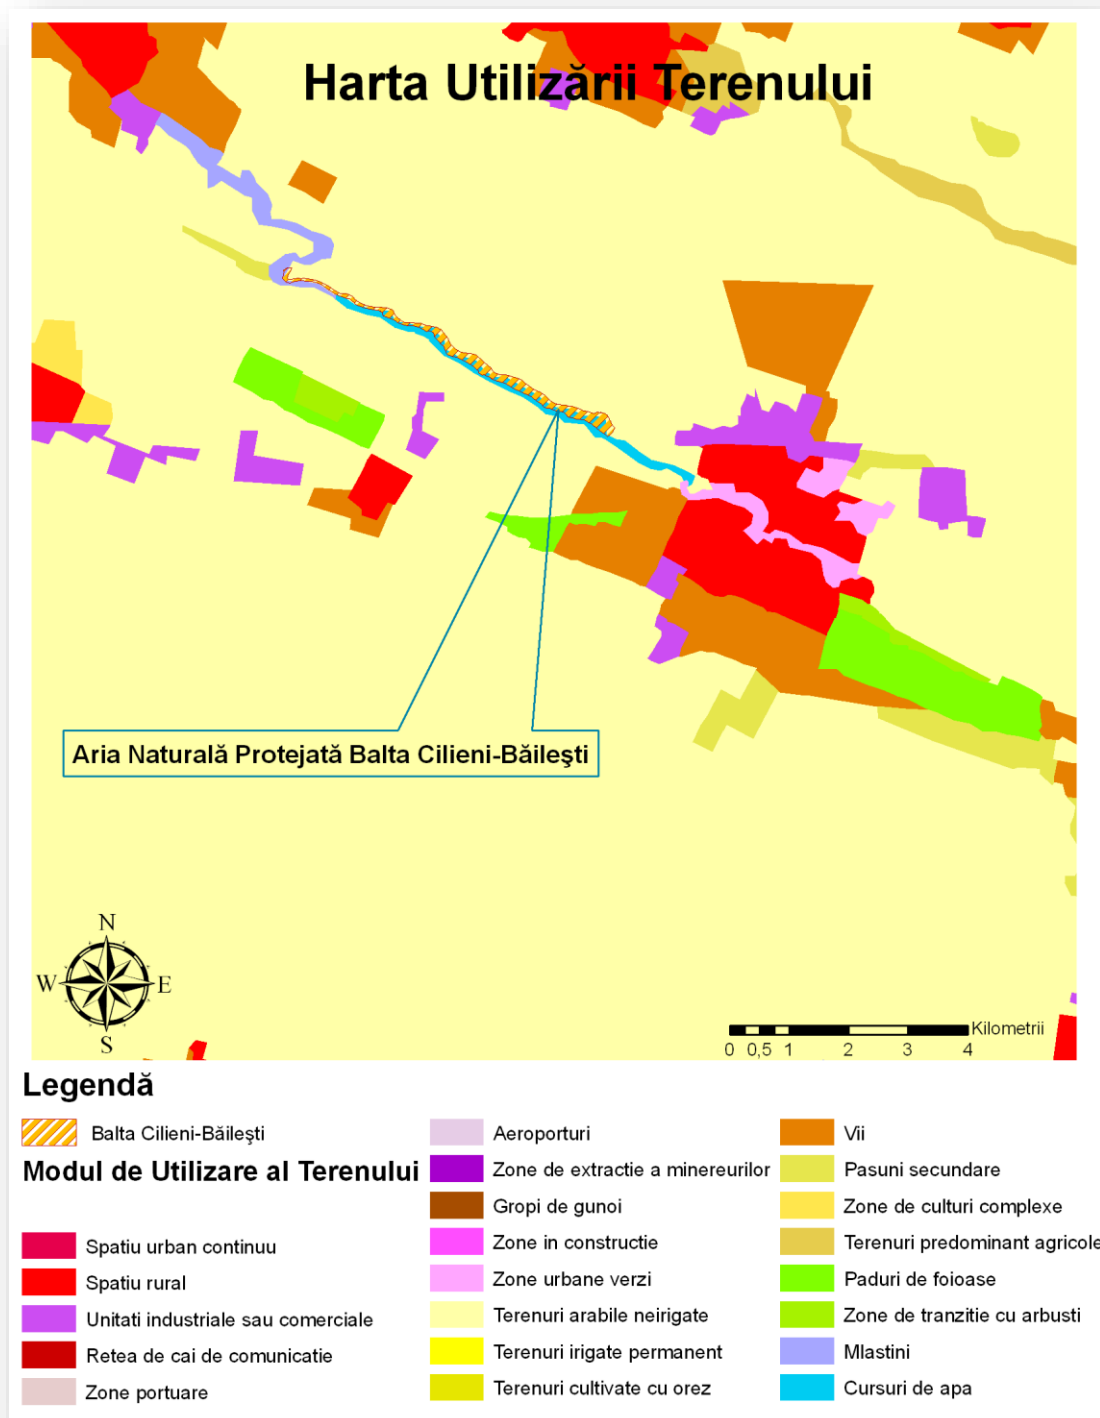 Harta Utilizării Terenului
Aria Naturală Protejată Balta Cilieni-Băileşti
N
W E
S
Kilometrii
0 0,5 1 2 3 4
Legendă
Balta Cilieni-Băileşti
Modul de Utilizare al Terenului
Spatiu urban continuu
Spatiu rural
Unitati industriale sau comerciale
Retea de cai de comunicatie
Zone portuare
Aeroporturi
Zone de extractie a minereurilor
Gropi de gunoi
Zone in constructie
Zone urbane verzi
Terenuri arabile neirigate
Terenuri irigate permanent
Terenuri cultivate cu orez
Vii
Pasuni secundare
Zone de culturi complexe
Terenuri predominant agricole
Paduri de foioase
Zone de tranzitie cu arbusti
Mlastini
Cursuri de apa